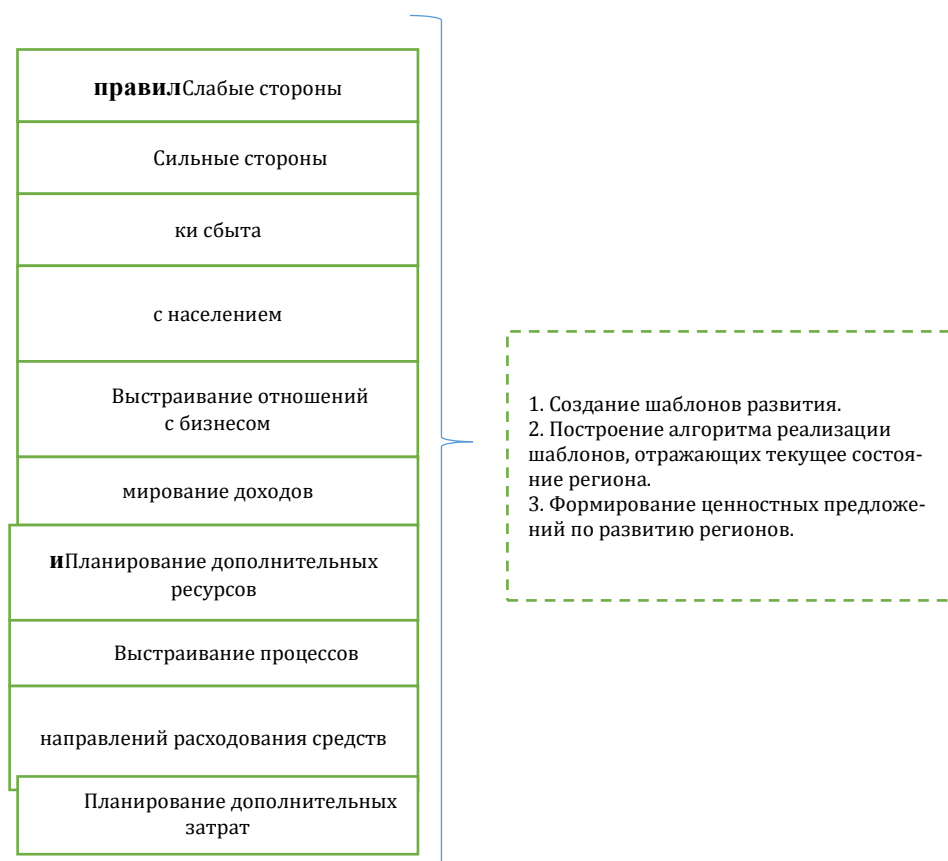 правилСлабые стороны
Сильные стороны
ки сбыта
с населением
Выстраивание отношений
с бизнесом
мирование доходов
иПланирование дополнительных
ресурсов
Выстраивание процессов
направлений расходования средств
Планирование дополнительных
затрат
1. Создание шаблонов развития.
2. Построение алгоритма реализации
шаблонов, отражающих текущее состоя-
ние региона.
3. Формирование ценностных предложе-
ний по развитию регионов.